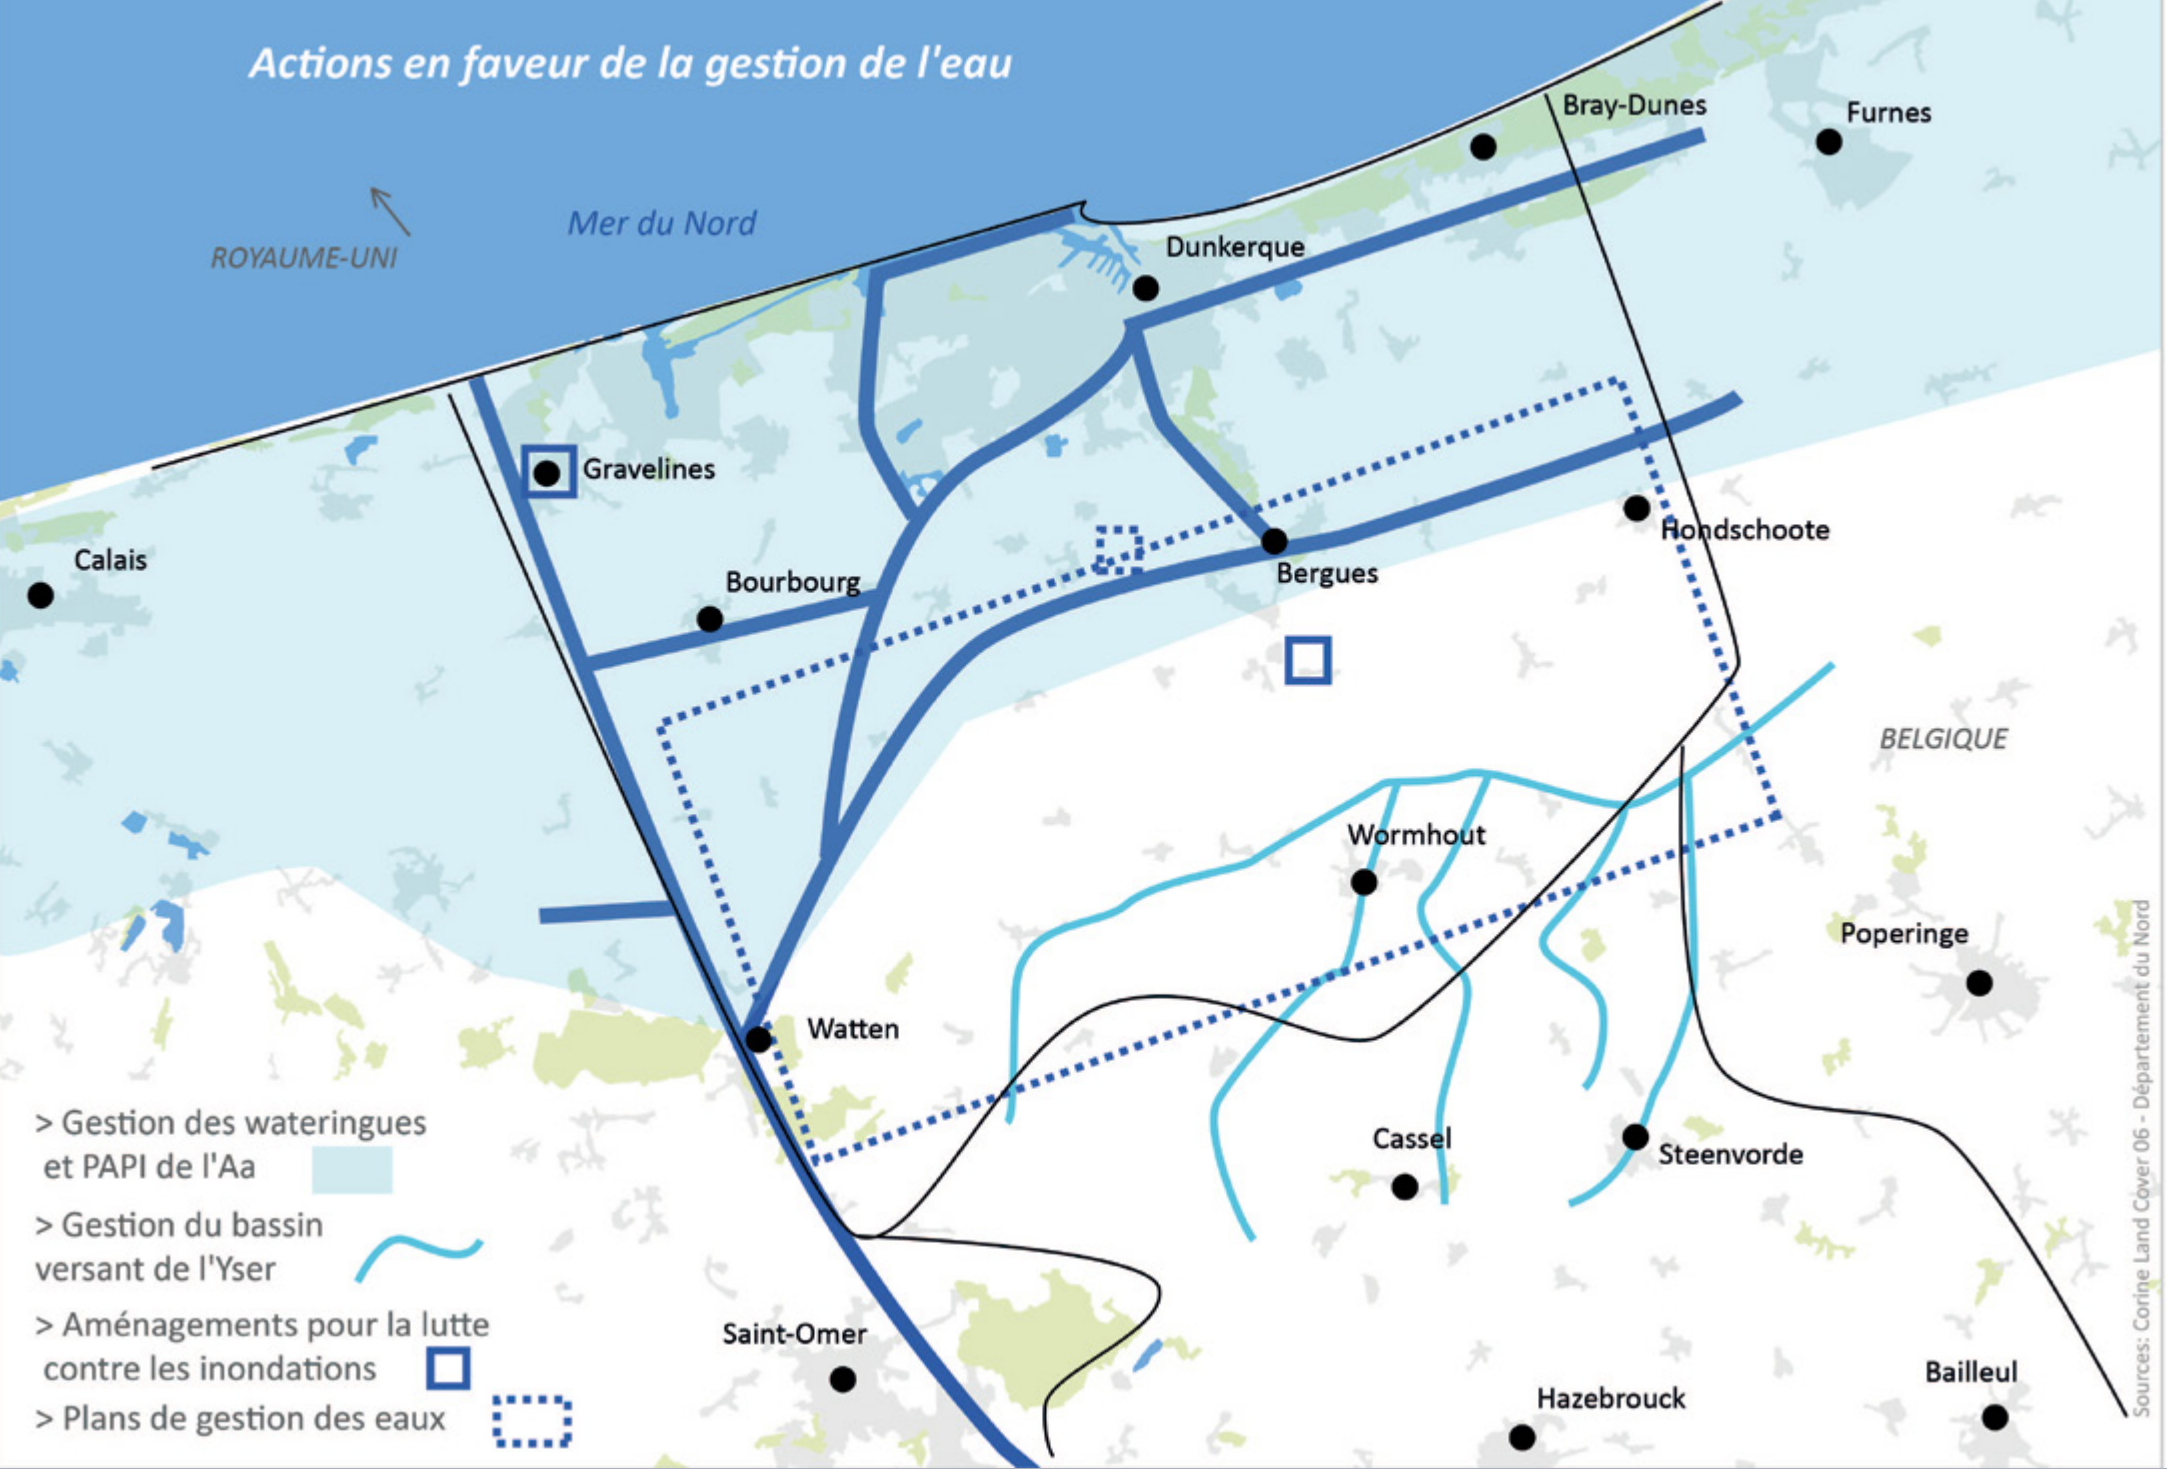 Actions en faveur de la gestion de l'eau
Bray-Dunes
Furnes
Mer du Nord
ROYAUME-UNI
Dunkerque
Gravelines
Hondschoote
Calais
Bourbourg
Bergues
BELGIQUE
Wormhout
Poperinge
Watten
> Gestion des wateringues
et PAPI de l'Aa
Cassel
Steenvorde
> Gestion du bassin
versant de l'Yser
> Aménagements pour la lutte
contre les inondations
Saint-Omer
> Plans de gestion des eaux
Hazebrouck
Bailleul
Sources: Corine Land Cover 06 - Département du Nord